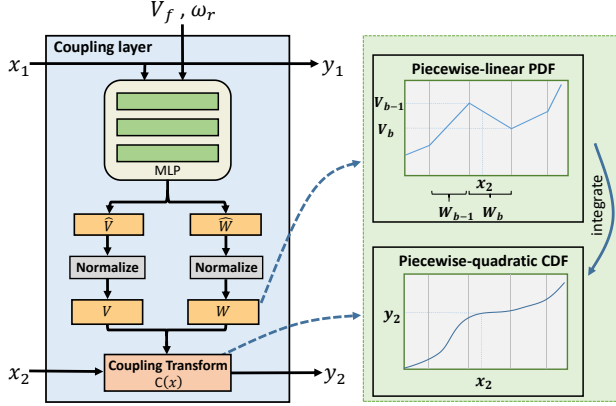 V_f , ω_r
Coupling layer
x_1
y_1
MLP
V̂
Ŵ
Normalize
Normalize
V
W
x_2
Coupling Transform
C(x)
y_2
Piecewise-linear PDF
V_{b−1}
V_b
x_2
W_{b−1}
W_b
integrate
Piecewise-quadratic CDF
y_2
x_2